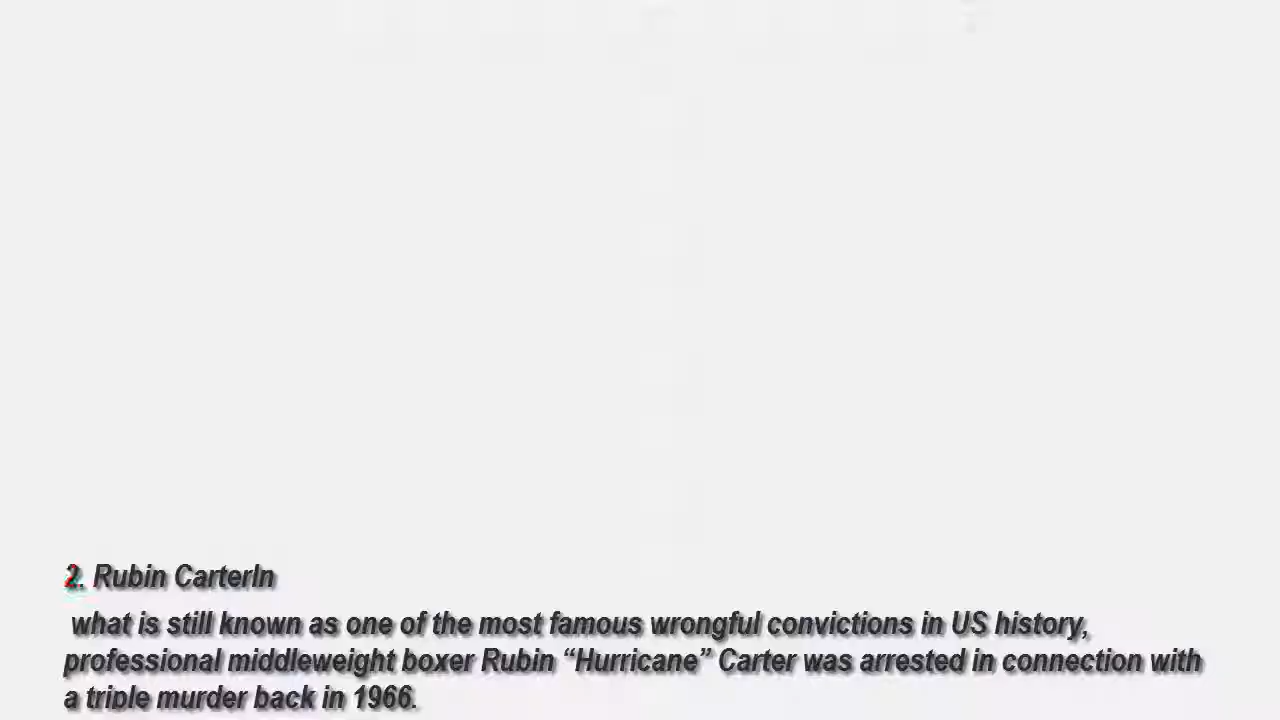 2. Rubin CarterIn
what is still known as one of the most famous wrongful convictions in US history,
professional middleweight boxer Rubin “Hurricane” Carter was arrested in connection with
a triple murder back in 1966.